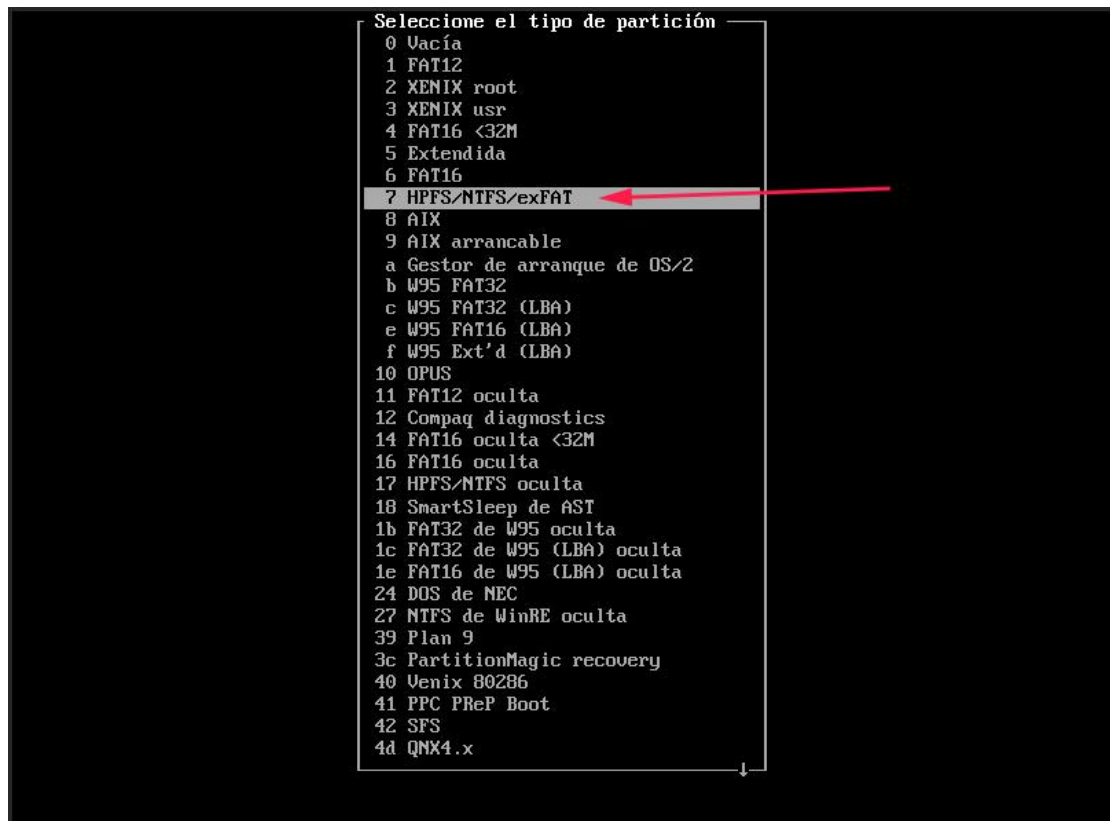 Seleccione el tipo de partición
0 Vacía
1 FAT12
2 XENIX root
3 XENIX usr
4 FAT16 <32M
5 Extendida
6 FAT16
7 HPFS/NTFS/exFAT
8 AIX
9 AIX arrancable
a Gestor de arranque de OS/2
b W95 FAT32
c W95 FAT32 (LBA)
e W95 FAT16 (LBA)
f W95 Ext'd (LBA)
10 OPUS
11 FAT12 oculta
12 Compaq diagnostics
14 FAT16 oculta <32M
16 FAT16 oculta
17 HPFS/NTFS oculta
18 SmartSleep de AST
1b FAT32 de W95 oculta
1c FAT32 de W95 (LBA) oculta
1e FAT16 de W95 (LBA) oculta
24 DOS de NEC
27 NTFS de WinRE oculta
39 Plan 9
3c PartitionMagic recovery
40 Venix 80286
41 PPC PReP Boot
42 SFS
4d QNX4.x